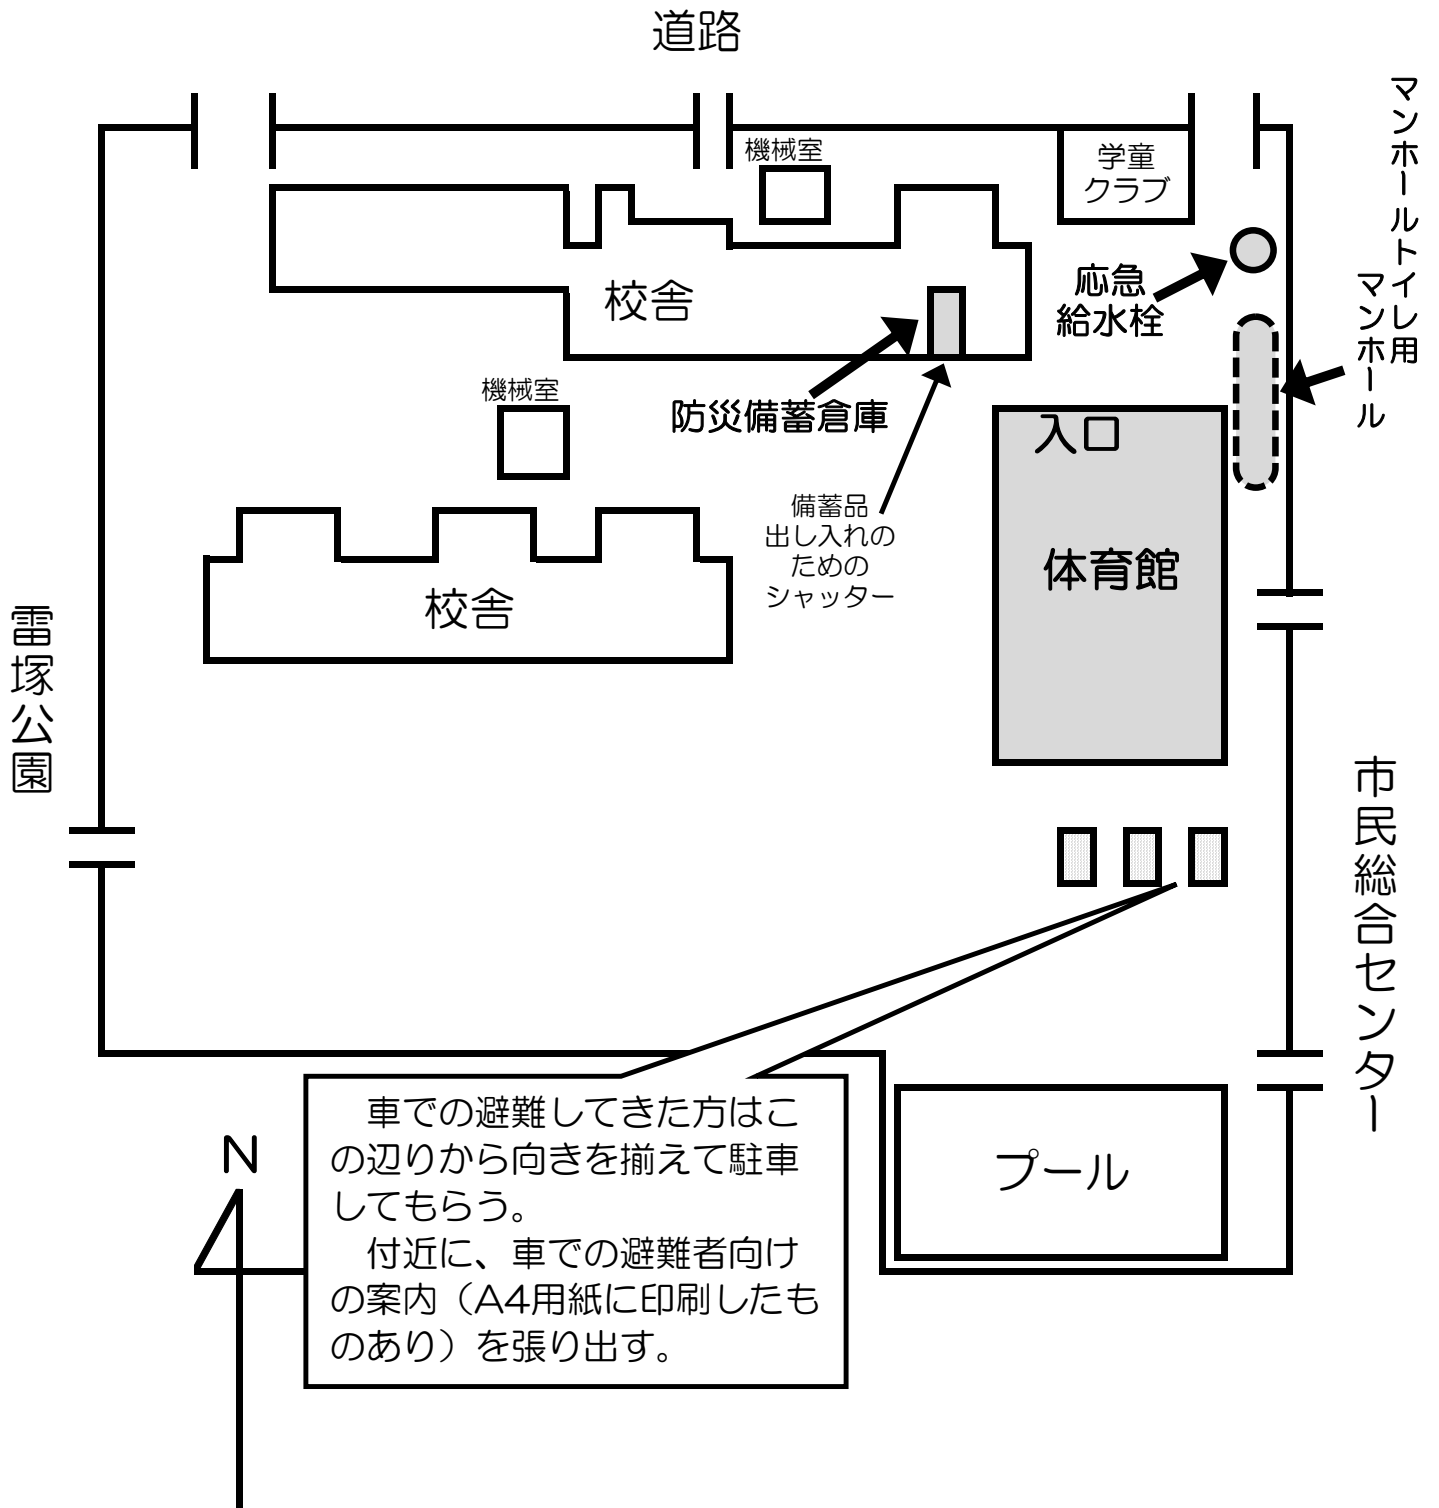 道路
マンホールトイレ用
マンホール
機械室
学童
クラブ
応急
給水栓
校舎
機械室
防災備蓄倉庫
入口
備蓄品
出し入れの
ための
シャッター
体育館
校舎
雷塚公園
市民総合センター
車での避難してきた方はこ
の辺りから向きを揃えて駐車
してもらう。
付近に、車での避難者向け
の案内（A4用紙に印刷したも
のあり）を張り出す。
N
プール